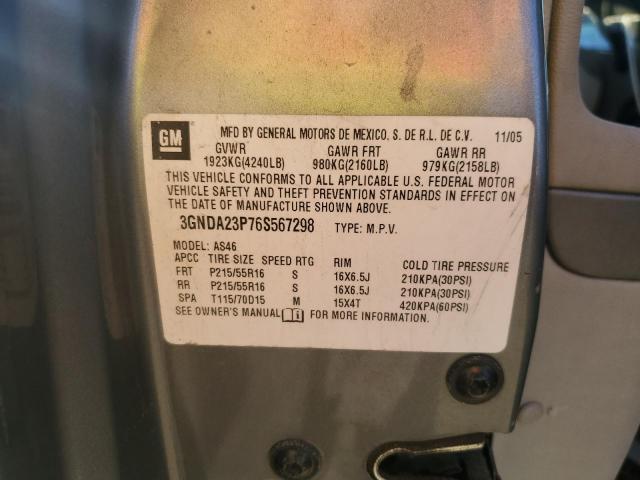 GM
MFD BY GENERAL MOTORS DE MEXICO. S. DE R.L. DE C.V. 11/05
GVWR GAWR FRT GAWR RR
1923KG(4240LB) 980KG(2160LB) 979KG(2158LB)
THIS VEHICLE CONFORMS TO ALL APPLICABLE U.S. FEDERAL MOTOR
VEHICLE SAFETY AND THEFT PREVENTION STANDARDS IN EFFECT ON
THE DATE OF MANUFACTURE SHOWN ABOVE.
3GNDA23P76S567298 TYPE: M.P.V.
MODEL: AS46
APCC TIRE SIZE SPEED RTG RIM COLD TIRE PRESSURE
FRT P215/55R16 S 16X6.5J 210KPA(30PSI)
RR P215/55R16 S 16X6.5J 210KPA(30PSI)
SPA T115/70D15 M 15X4T 420KPA(60PSI)
SEE OWNER'S MANUAL FOR MORE INFORMATION.